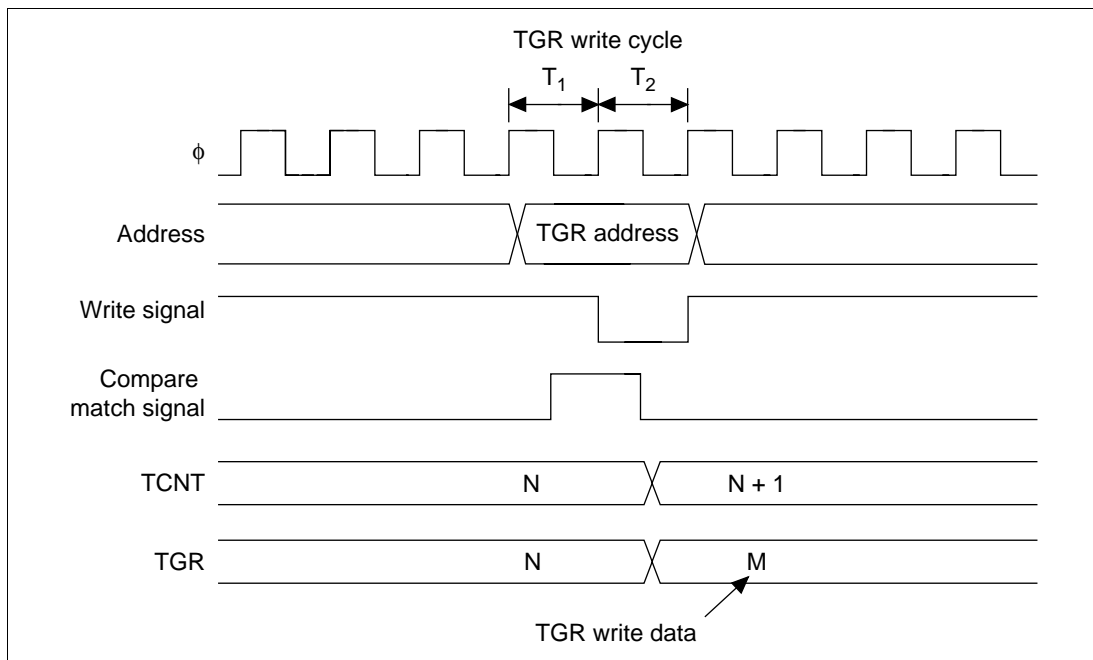 TGR write cycle
T1 T2
ϕ
Address
TGR address
Write signal
Compare
match signal
TCNT
N
N + 1
TGR
N
M
TGR write data